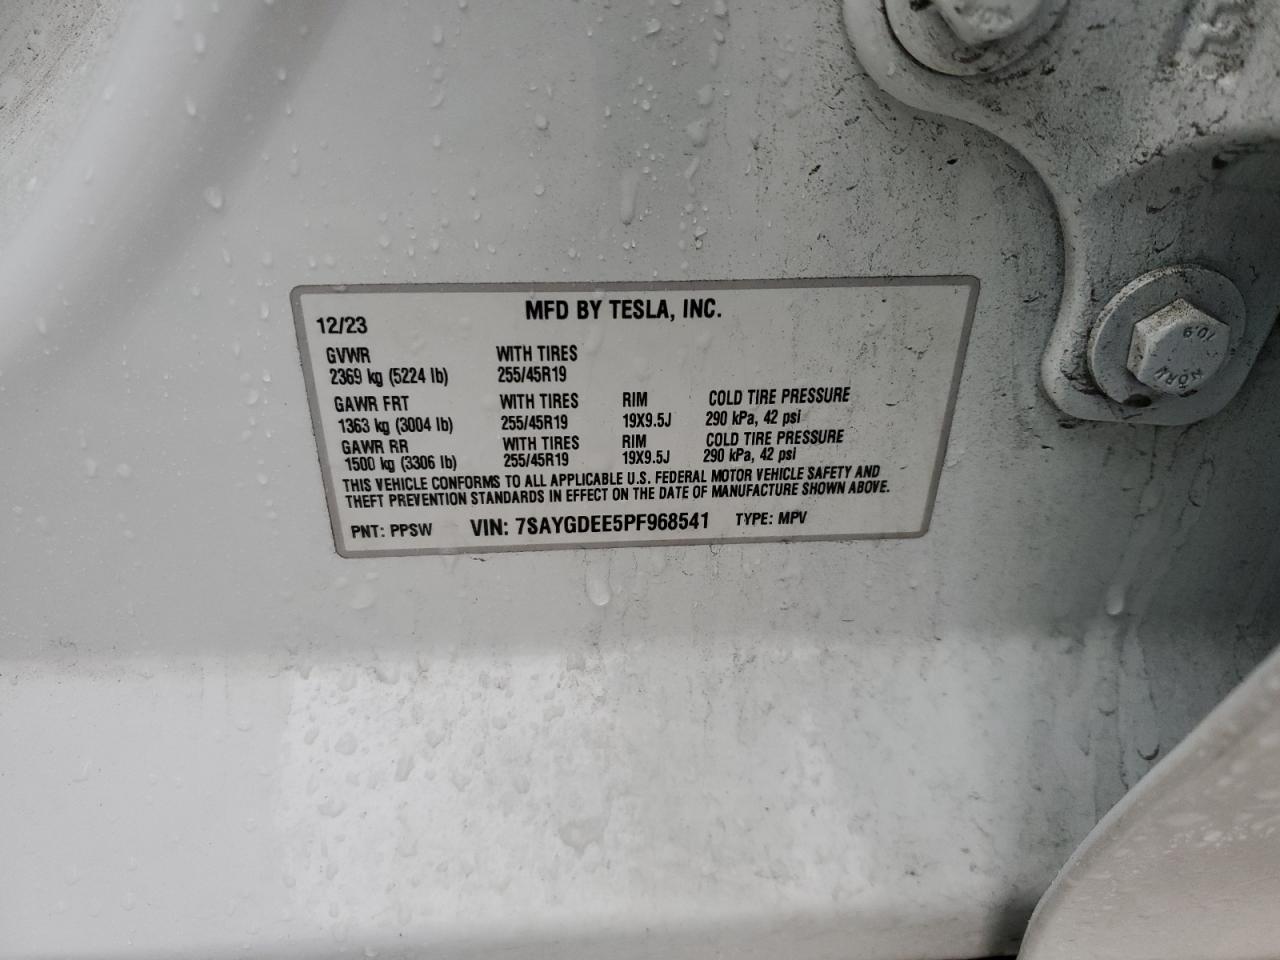 MFD BY TESLA, INC.
12/23
GVWR WITH TIRES
2369 kg (5224 lb) 255/45R19
GAWR FRT WITH TIRES RIM COLD TIRE PRESSURE
1363 kg (3004 lb) 255/45R19 19X9.5J 290 kPa, 42 psi
GAWR RR WITH TIRES RIM COLD TIRE PRESSURE
1500 kg (3306 lb) 255/45R19 19X9.5J 290 kPa, 42 psi
THIS VEHICLE CONFORMS TO ALL APPLICABLE U.S. FEDERAL MOTOR VEHICLE SAFETY AND
THEFT PREVENTION STANDARDS IN EFFECT ON THE DATE OF MANUFACTURE SHOWN ABOVE.
PNT: PPSW VIN: 7SAYGDEE5PF968541 TYPE: MPV
10.9